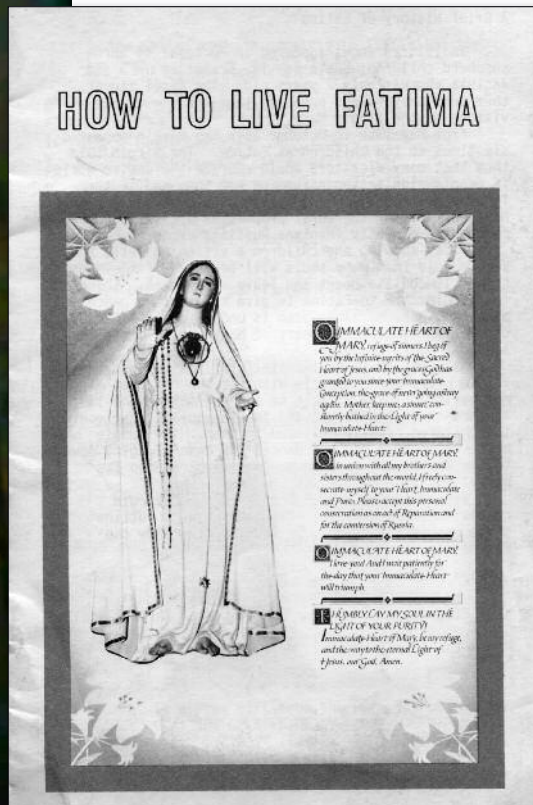 HOW TO LIVE FATIMA
O IMMACULATE HEART OF
MARY, refuge of sinners, I beg of
you by the infinite merits of the Sacred
Heart of Jesus, and by the graces God has
granted to you since your Immaculate
Conception, the grace of never going astray
again. Mother, keep me, a sinner, con-
stantly bathed in the Light of your
Immaculate Heart.
O IMMACULATE HEART OF MARY,
in union with all my brothers and
sisters throughout the world, I freely con-
secrate myself to your Heart, Immaculate
and Pure. Please accept this personal
consecration as an act of Reparation and
for the conversion of Russia.
O IMMACULATE HEART OF MARY,
I love you! And I wait patiently for
the day that your Immaculate Heart
will triumph.
I HUMBLY LAY MY SOUL IN THE
LIGHT OF YOUR PURITY!
Immaculate Heart of Mary, be my refuge,
and the way to the eternal Light of
Jesus, our God. Amen.